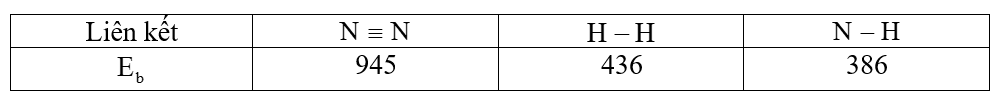 Liên kết N ≡ N H – H N – H
E_b 945 436 386